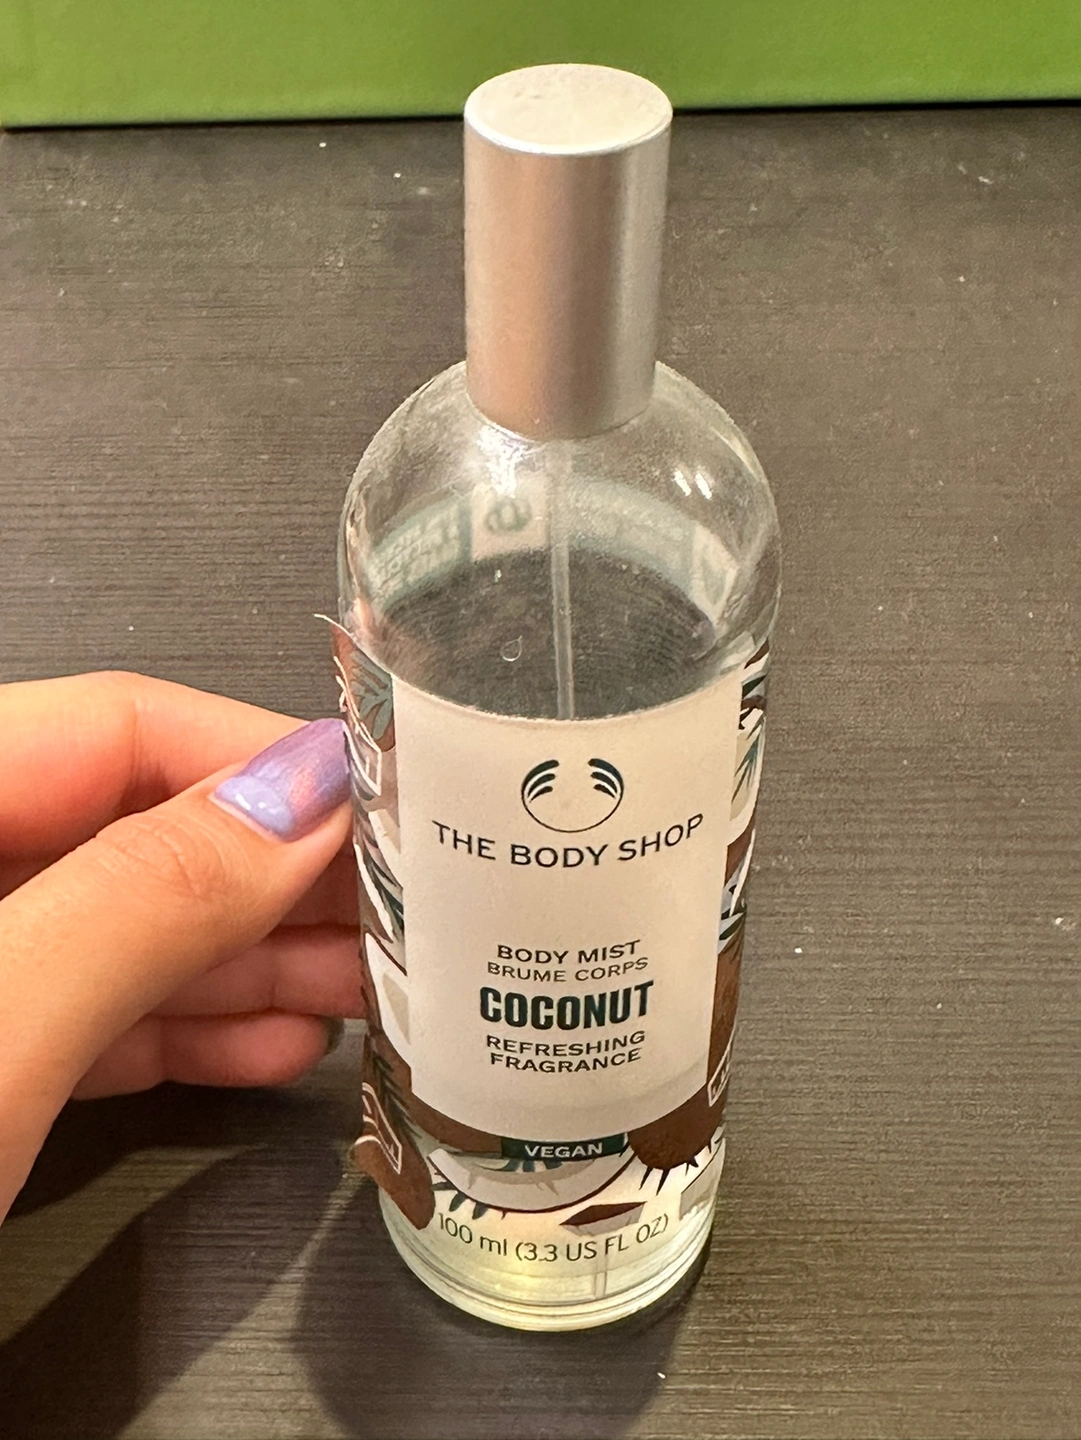 THE BODY SHOP
BODY MIST
BRUME CORPS
COCONUT
REFRESHING
FRAGRANCE
VEGAN
100 ml (3.3 US FL OZ)